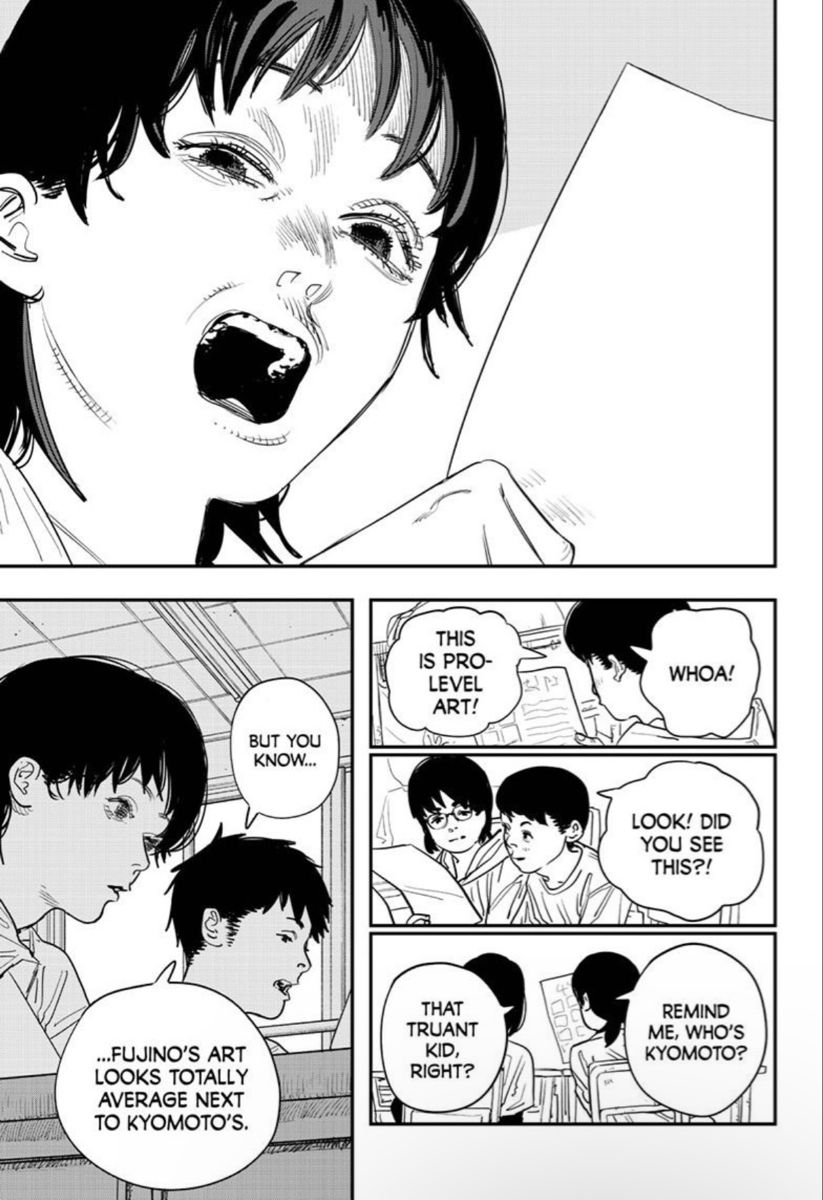 WHOA!
THIS
IS PRO-
LEVEL
ART!
LOOK! DID
YOU SEE
THIS?!
REMIND
ME, WHO'S
KYOMOTO?
THAT
TRUANT
KID,
RIGHT?
BUT YOU
KNOW...
...FUJINO'S ART
LOOKS TOTALLY
AVERAGE NEXT
TO KYOMOTO'S.